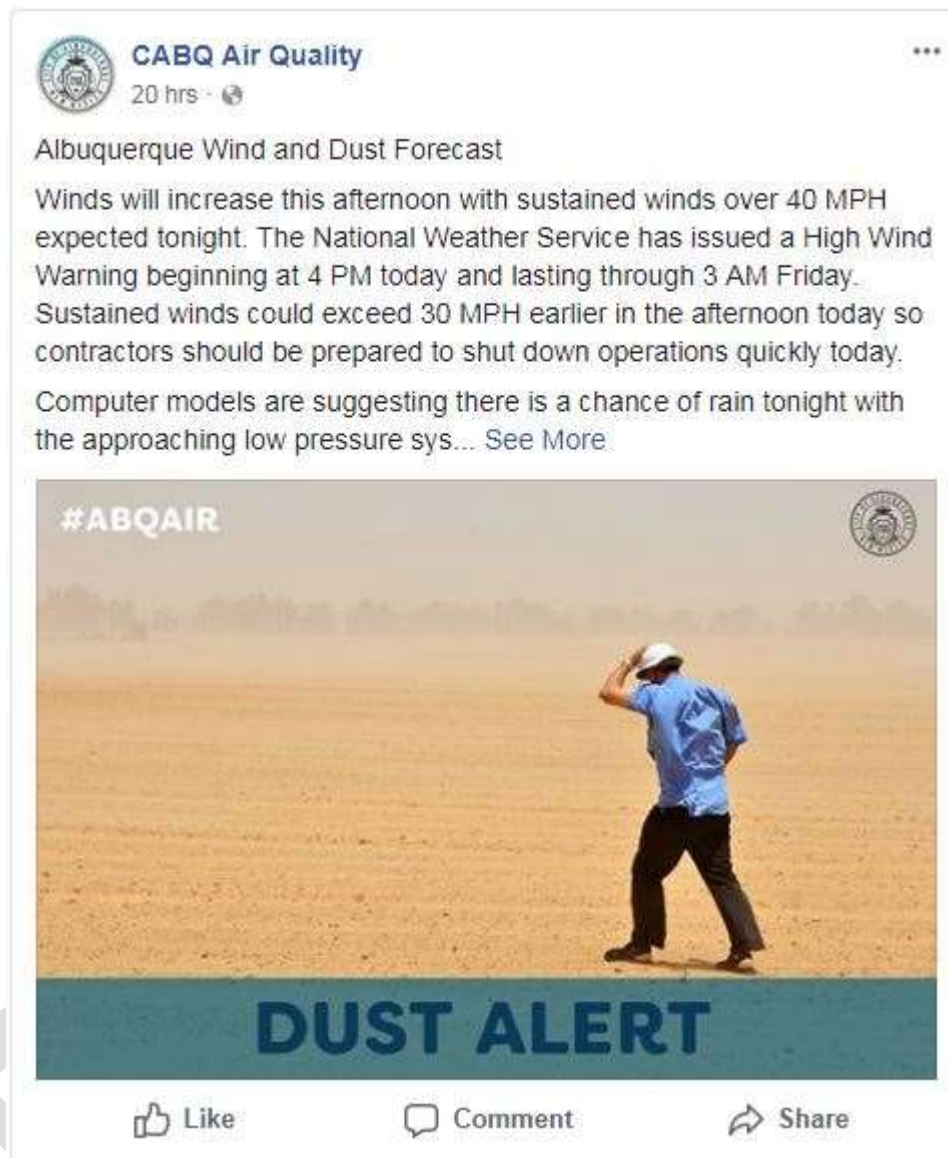 CABQ Air Quality
20 hrs ·
Albuquerque Wind and Dust Forecast
Winds will increase this afternoon with sustained winds over 40 MPH
expected tonight. The National Weather Service has issued a High Wind
Warning beginning at 4 PM today and lasting through 3 AM Friday.
Sustained winds could exceed 30 MPH earlier in the afternoon today so
contractors should be prepared to shut down operations quickly today.
Computer models are suggesting there is a chance of rain tonight with
the approaching low pressure sys... See More
#ABQAIR
DUST ALERT
Like Comment Share